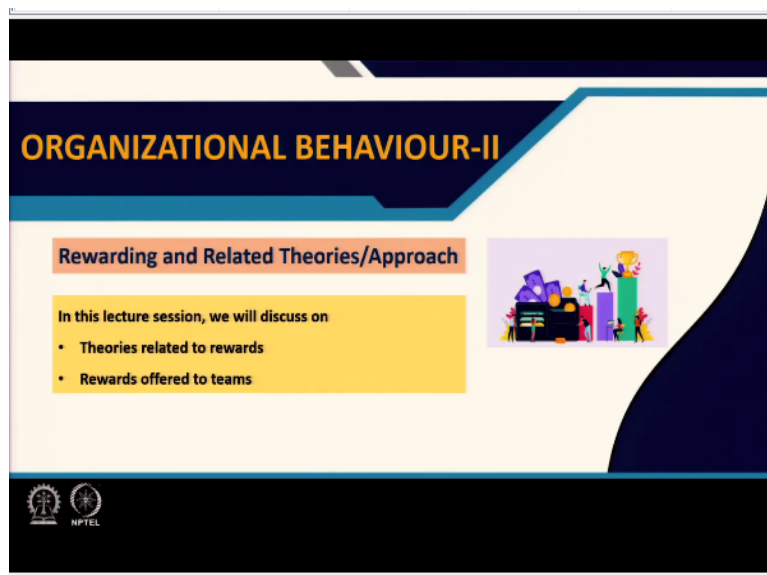 ORGANIZATIONAL BEHAVIOUR-II
Rewarding and Related Theories/Approach
In this lecture session, we will discuss on
• Theories related to rewards
• Rewards offered to teams
NPTEL